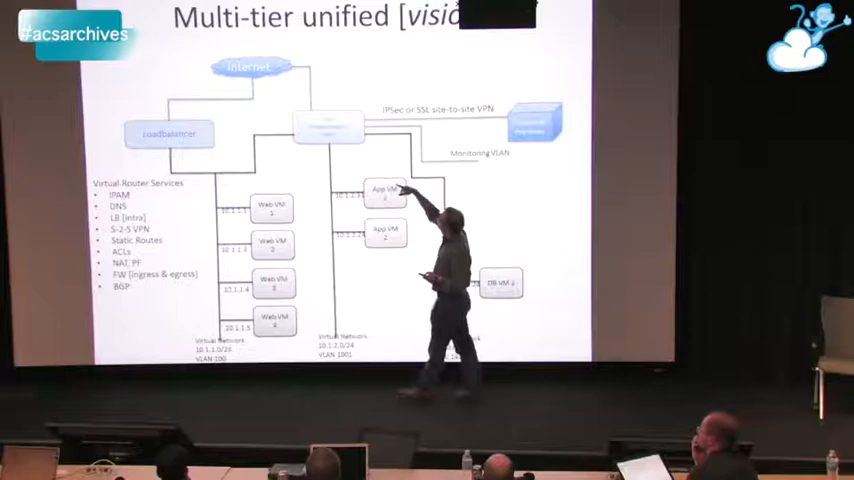 #acsarchives
Multi-tier unified [visio
Internet
IPSec or SSL site-to-site VPN
Loadbalancer
Monitoring VLAN
Virtual Router Services
• IPAM
• DNS
• LB [intra]
• S-2-S VPN
• Static Routes
• ACLs
• NAT, PF
• FW [ingress & egress]
• BGP
10.1.1.1
Web VM
1
10.1.1.3
Web VM
2
10.1.1.4
Web VM
3
10.1.1.5
Web VM
4
Virtual Network
10.1.1.0/24
VLAN 100
App VM
1
App VM
2
Virtual Network
10.1.2.0/24
VLAN 1001
DB VM 1